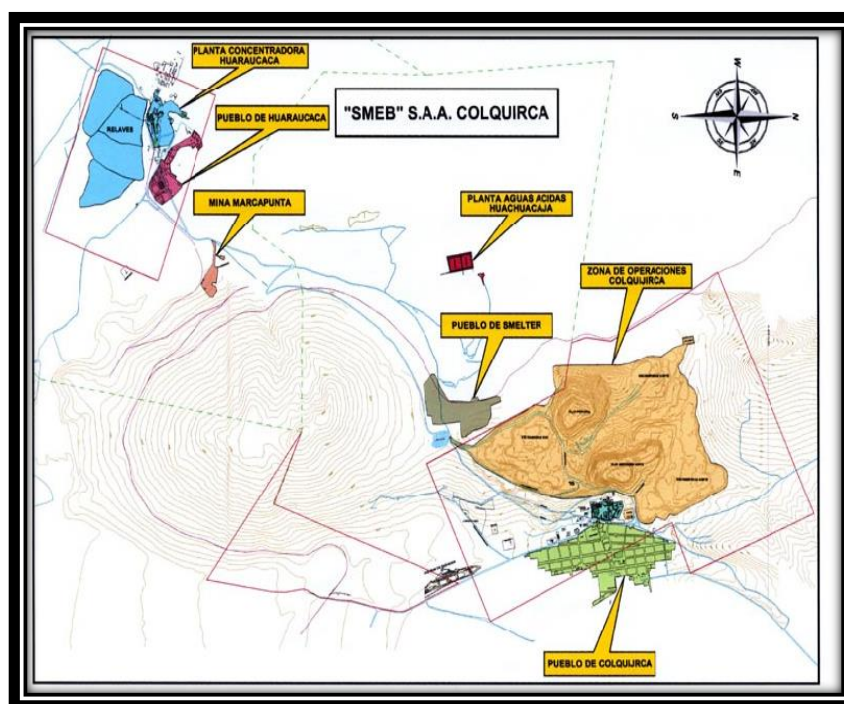 PLANTA CONCENTRADORA
HUARAUCACA
"SMEB" S.A.A. COLQUIRCA
W
S
N
E
RELAVES
PUEBLO DE HUARAUCACA
MINA MARCAPUNTA
PLANTA AGUAS ACIDAS
HUACHUACAJA
ZONA DE OPERACIONES
COLQUIJIRCA
PUEBLO DE SMELTER
PUEBLO DE COLQUIJRCA